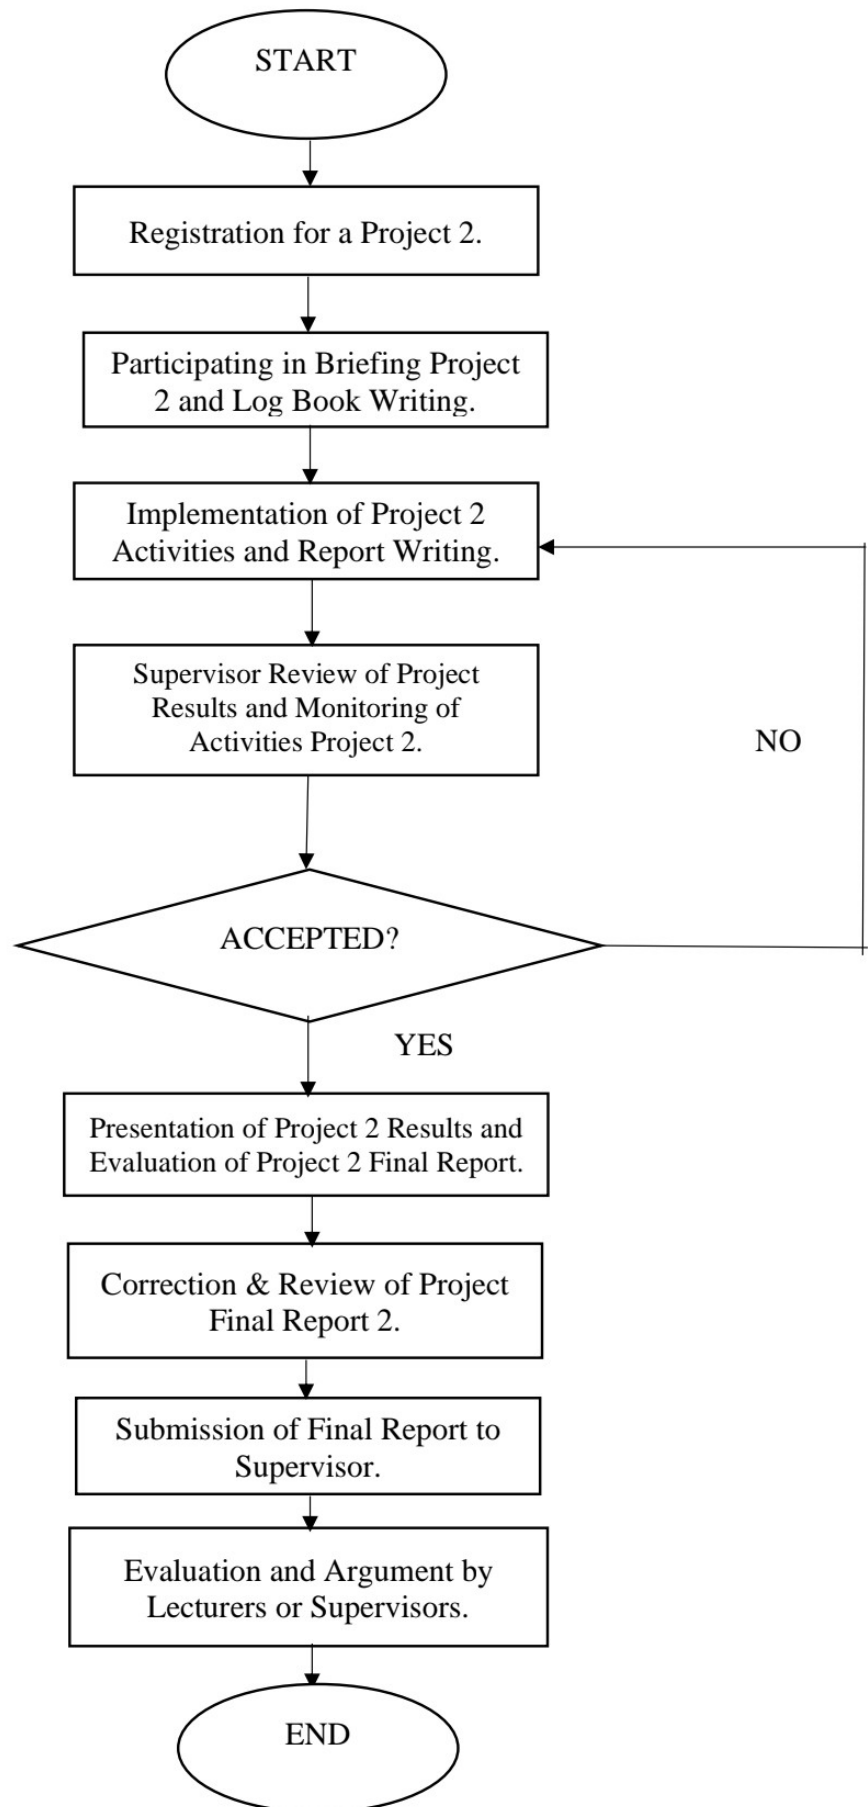 START
Registration for a Project 2.
Participating in Briefing Project
2 and Log Book Writing.
Implementation of Project 2
Activities and Report Writing.
Supervisor Review of Project
Results and Monitoring of
Activities Project 2.
NO
ACCEPTED?
YES
Presentation of Project 2 Results and
Evaluation of Project 2 Final Report.
Correction & Review of Project
Final Report 2.
Submission of Final Report to
Supervisor.
Evaluation and Argument by
Lecturers or Supervisors.
END